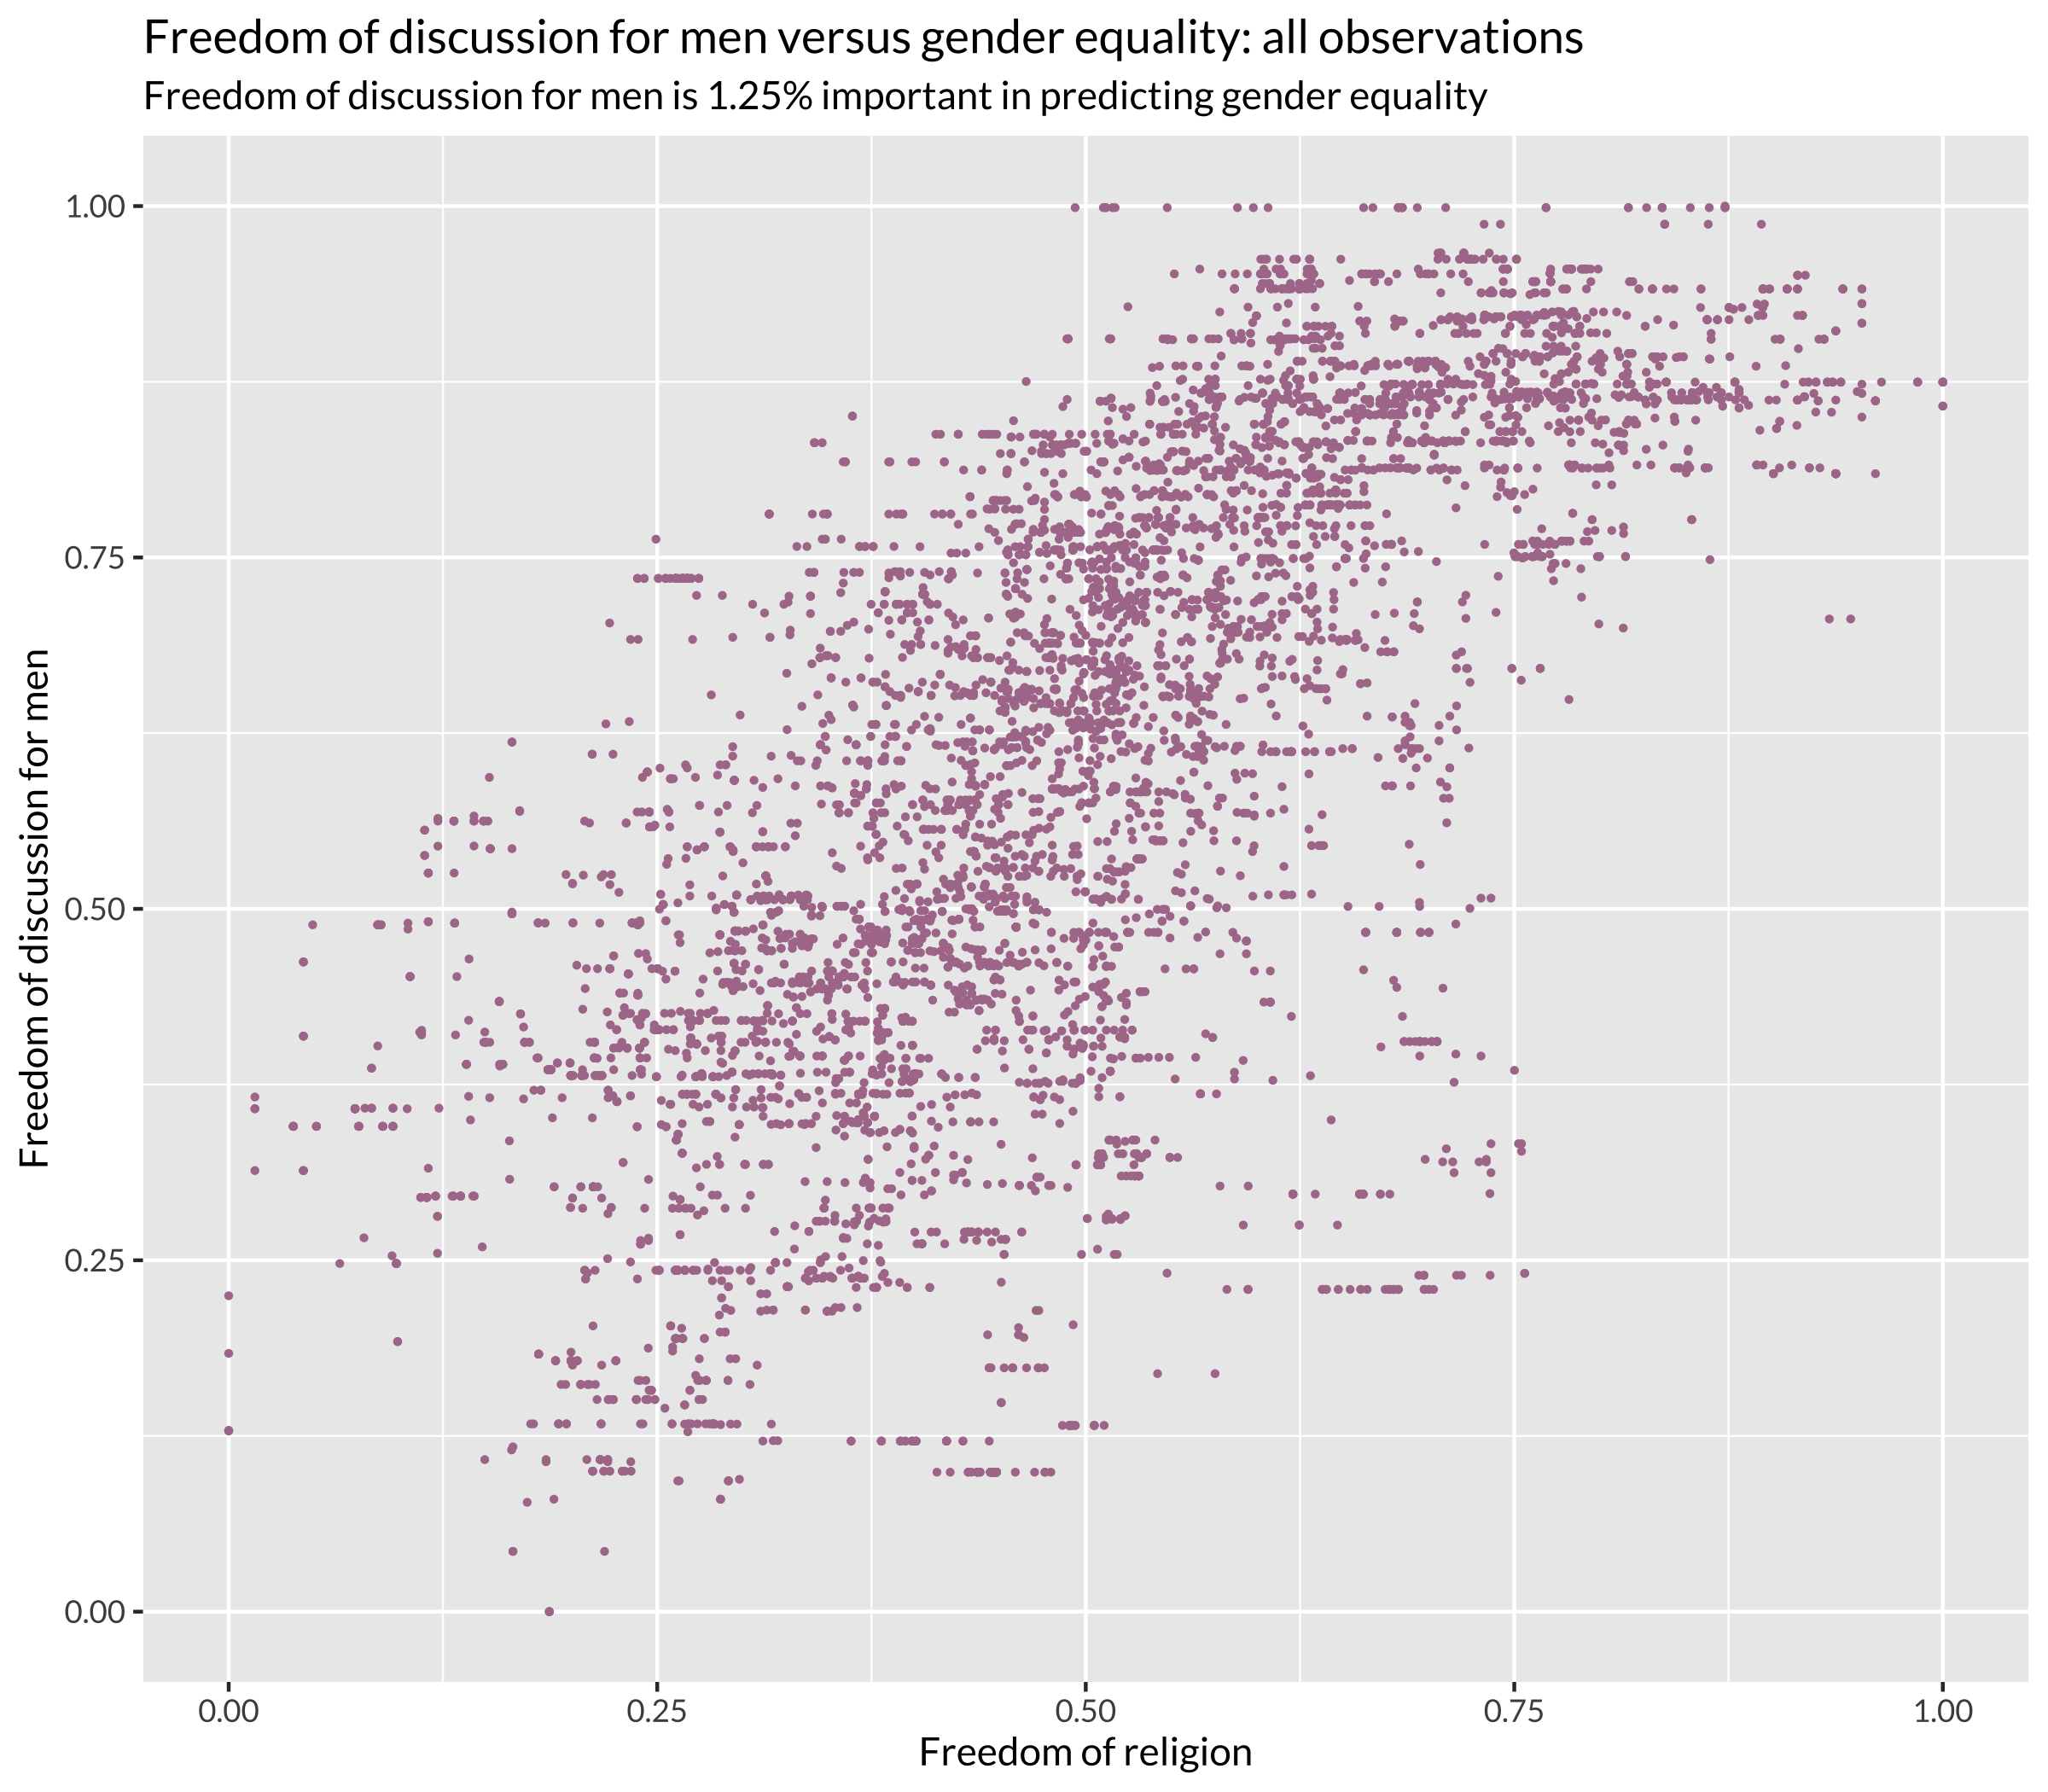 Freedom of discussion for men versus gender equality: all observations
Freedom of discussion for men is 1.25% important in predicting gender equality
1.00
0.75
0.50
0.25
0.00
Freedom of discussion for men
0.00 0.25 0.50 0.75 1.00
Freedom of religion